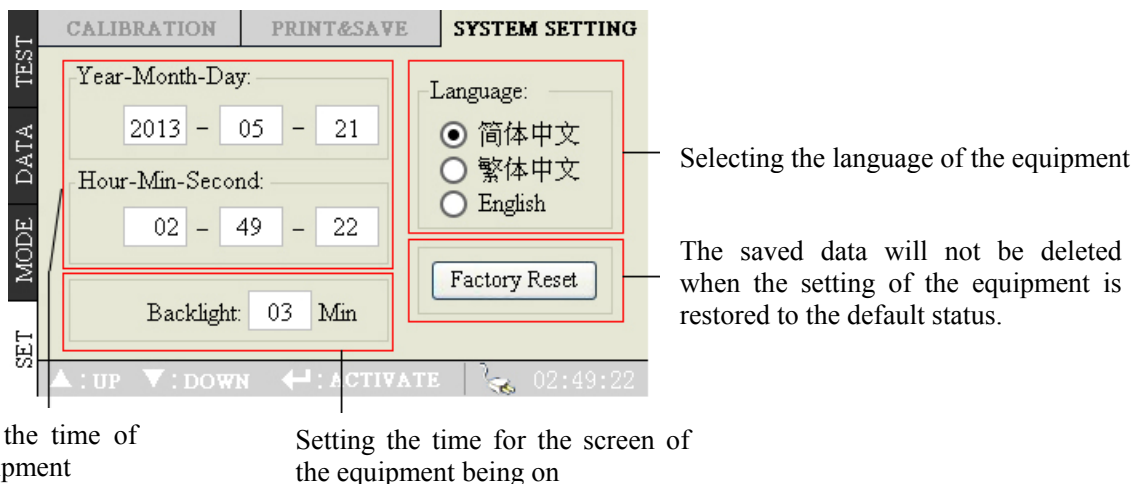 CALIBRATION PRINT&SAVE SYSTEM SETTING
TEST
DATA
MODE
SET
Year-Month-Day:
2013 - 05 - 21
Hour-Min-Second:
02 - 49 - 22
Backlight: 03 Min
Language:
简体中文
繁体中文
English
Factory Reset
▲:UP ▼:DOWN ↵:ACTIVATE 02:49:22
Selecting the language of the equipment
The saved data will not be deleted
when the setting of the equipment is
restored to the default status.
the time of
pment
Setting the time for the screen of
the equipment being on